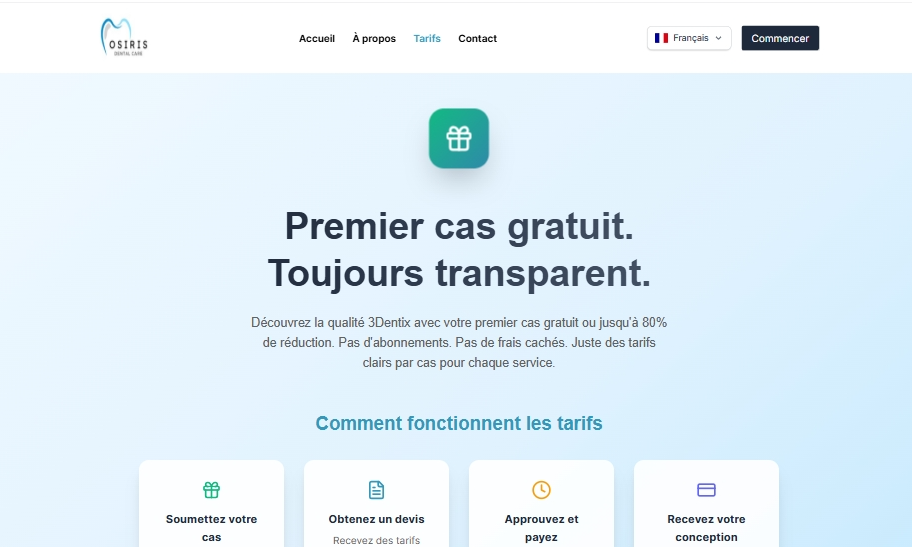 OSIRIS
DENTAL CARE
Accueil À propos Tarifs Contact
Français
Commencer
Premier cas gratuit.
Toujours transparent.
Découvrez la qualité 3Dentix avec votre premier cas gratuit ou jusqu'à 80%
de réduction. Pas d'abonnements. Pas de frais cachés. Juste des tarifs
clairs par cas pour chaque service.
Comment fonctionnent les tarifs
Soumettez votre
cas
Obtenez un devis
Recevez des tarifs
Approuvez et
payez
Recevez votre
conception